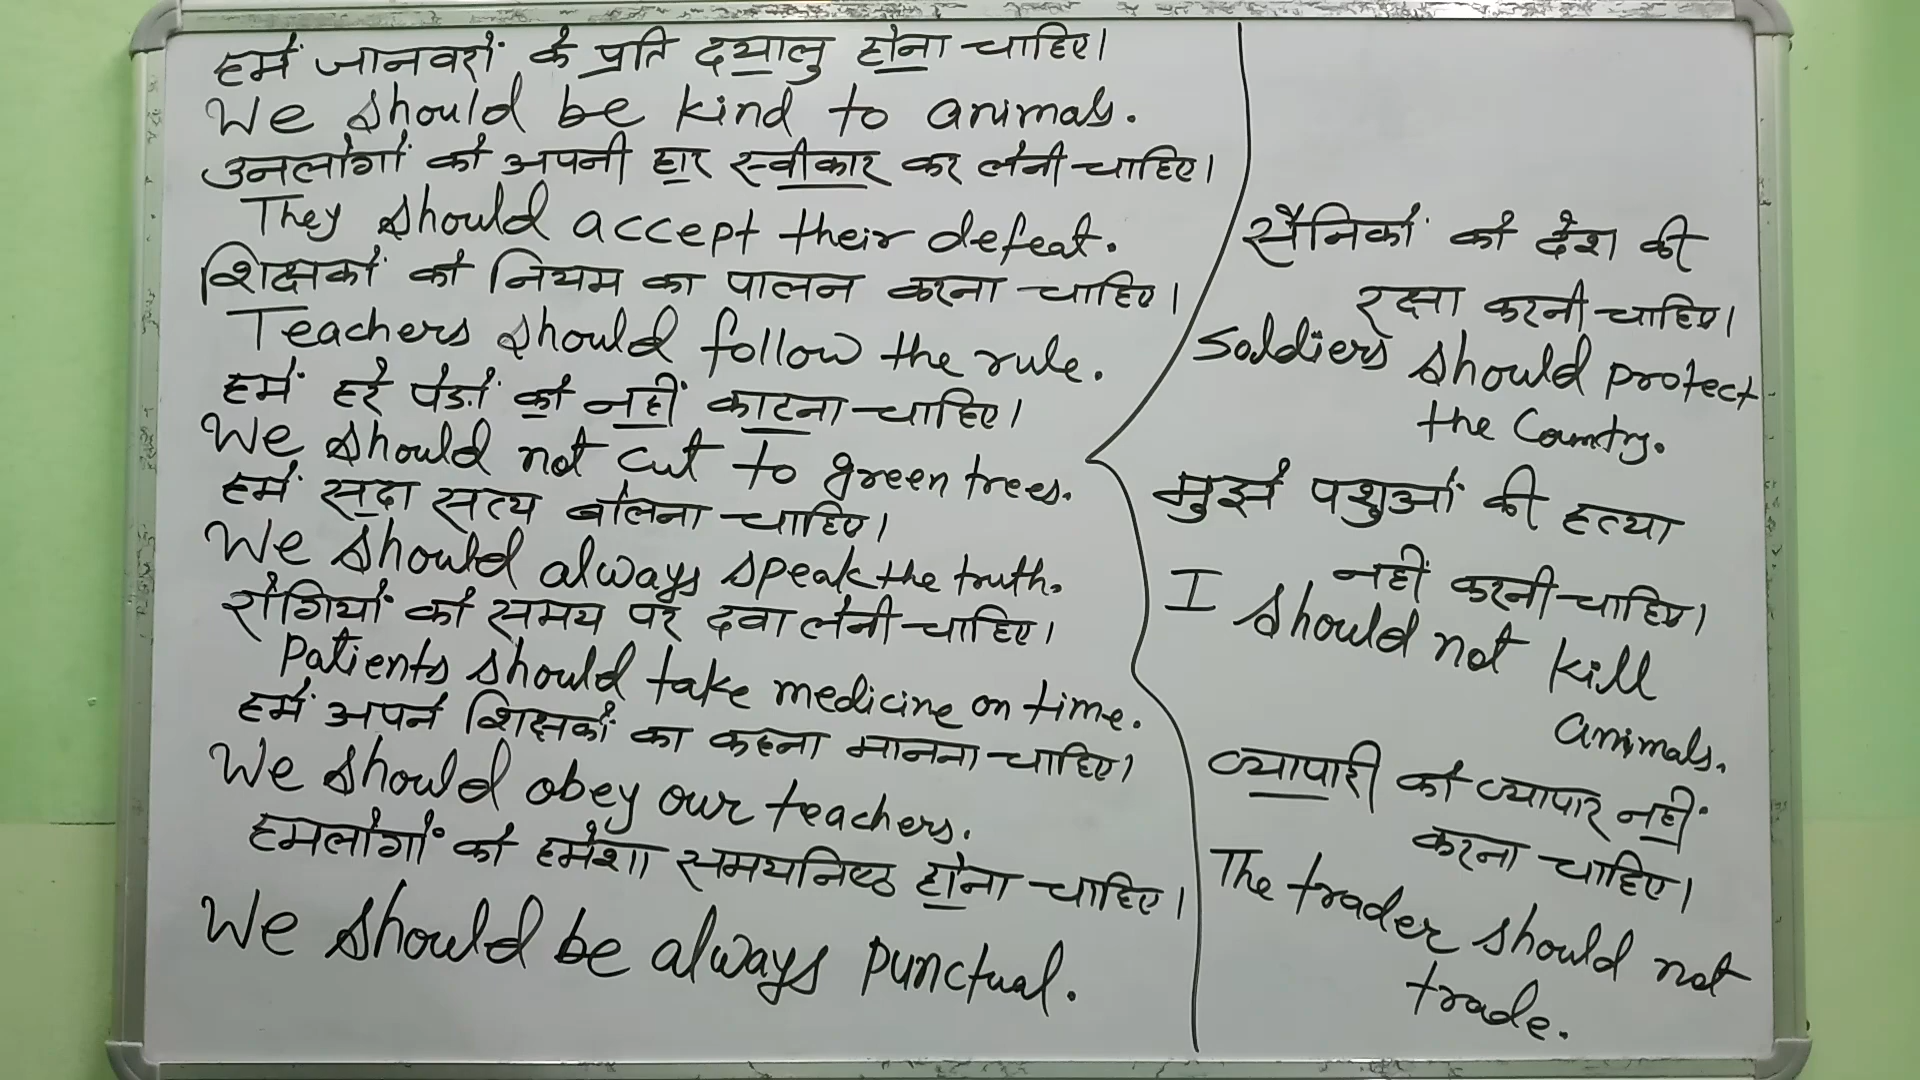 हमें जानवरों के प्रति दयालु होना चाहिए।
We should be kind to animals.
उनलोगों को अपनी हार स्वीकार कर लेनी चाहिए।
They should accept their defeat.
शिक्षकों को नियम का पालन करना चाहिए।
Teachers should follow the rule.
हमें हरे पेड़ों को नहीं काटना चाहिए।
We should not cut to green trees.
हमें सदा सत्य बोलना चाहिए।
We should always speak the truth.
रोगियों को समय पर दवा लेनी चाहिए।
Patients should take medicine on time.
हमें अपने शिक्षकों का कहना मानना चाहिए।
We should obey our teachers.
हमलोगों को हमेशा समयनिष्ठ होना चाहिए।
We should be always punctual.
सैनिकों को देश की
रक्षा करनी चाहिए।
Soldiers should protect
the Country.
मुझे पशुओं की हत्या
नहीं करनी चाहिए।
I should not kill
animals.
व्यापारी को व्यापार नहीं
करना चाहिए।
The trader should not
trade.